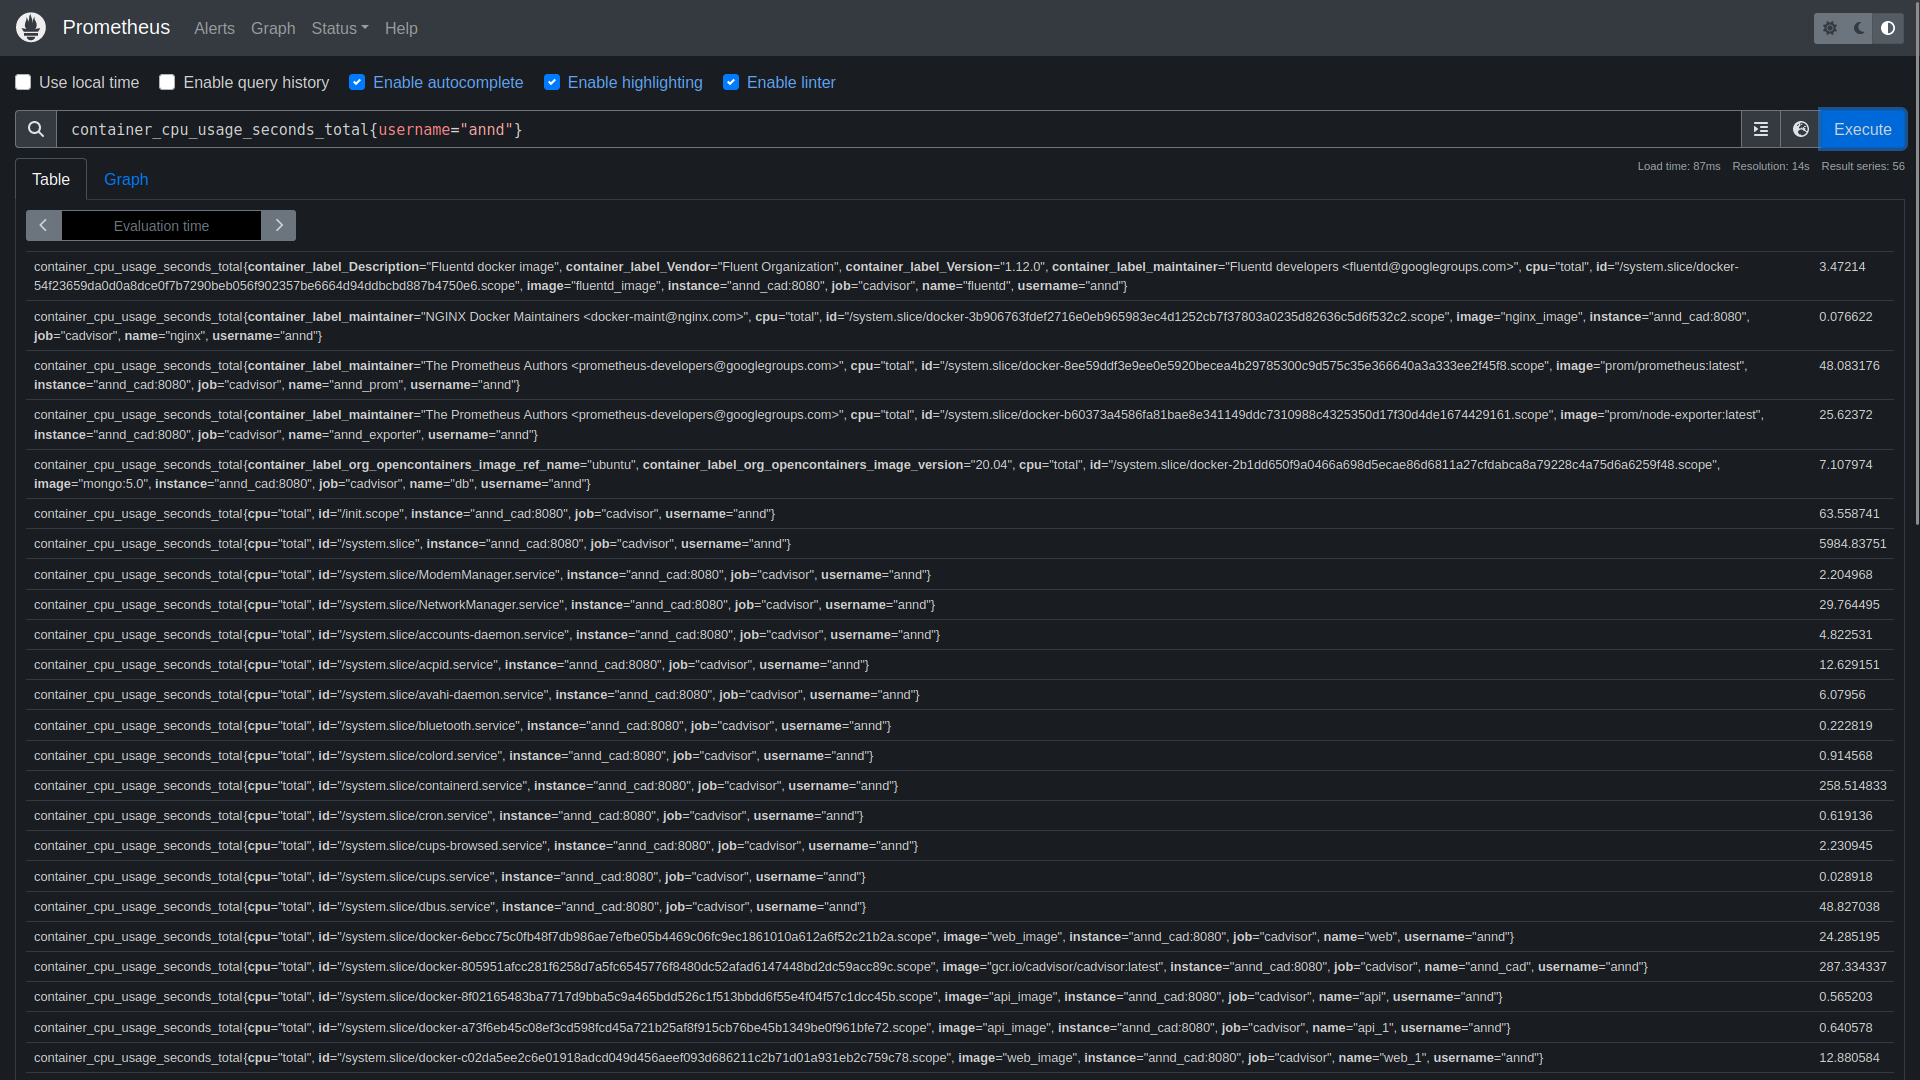 Prometheus Alerts Graph Status Help
Use local time Enable query history Enable autocomplete Enable highlighting Enable linter
container_cpu_usage_seconds_total{username="annd"} Execute
Table Graph Load time: 87ms Resolution: 14s Result series: 56
Evaluation time
container_cpu_usage_seconds_total{container_label_Description="Fluentd docker image", container_label_Vendor="Fluent Organization", container_label_Version="1.12.0", container_label_maintainer="Fluentd developers <fluentd@googlegroups.com>", cpu="total", id="/system.slice/docker- 3.47214
54f23659da0d0a8dce0f7b7290beb056f902357be6664d94ddbcbd887b4750e6.scope", image="fluentd_image", instance="annd_cad:8080", job="cadvisor", name="fluentd", username="annd"}
container_cpu_usage_seconds_total{container_label_maintainer="NGINX Docker Maintainers <docker-maint@nginx.com>", cpu="total", id="/system.slice/docker-3b906763fdef2716e0eb965983ec4d1252cb7f37803a0235d82636c5d6f532c2.scope", image="nginx_image", instance="annd_cad:8080", 0.076622
job="cadvisor", name="nginx", username="annd"}
container_cpu_usage_seconds_total{container_label_maintainer="The Prometheus Authors <prometheus-developers@googlegroups.com>", cpu="total", id="/system.slice/docker-8ee59ddf3e9ee0e5920becea4b29785300c9d575c35e366640a3a333ee2f45f8.scope", image="prom/prometheus:latest", 48.083176
instance="annd_cad:8080", job="cadvisor", name="annd_prom", username="annd"}
container_cpu_usage_seconds_total{container_label_maintainer="The Prometheus Authors <prometheus-developers@googlegroups.com>", cpu="total", id="/system.slice/docker-b60373a4586fa81bae8e341149ddc7310988c4325350d17f30d4de1674429161.scope", image="prom/node-exporter:latest", 25.62372
instance="annd_cad:8080", job="cadvisor", name="annd_exporter", username="annd"}
container_cpu_usage_seconds_total{container_label_org_opencontainers_image_ref_name="ubuntu", container_label_org_opencontainers_image_version="20.04", cpu="total", id="/system.slice/docker-2b1dd650f9a0466a698d5ecae86d6811a27cfdabca8a79228c4a75d6a6259f48.scope", 7.107974
image="mongo:5.0", instance="annd_cad:8080", job="cadvisor", name="db", username="annd"}
container_cpu_usage_seconds_total{cpu="total", id="/init.scope", instance="annd_cad:8080", job="cadvisor", username="annd"} 63.558741
container_cpu_usage_seconds_total{cpu="total", id="/system.slice", instance="annd_cad:8080", job="cadvisor", username="annd"} 5984.83751
container_cpu_usage_seconds_total{cpu="total", id="/system.slice/ModemManager.service", instance="annd_cad:8080", job="cadvisor", username="annd"} 2.204968
container_cpu_usage_seconds_total{cpu="total", id="/system.slice/NetworkManager.service", instance="annd_cad:8080", job="cadvisor", username="annd"} 29.764495
container_cpu_usage_seconds_total{cpu="total", id="/system.slice/accounts-daemon.service", instance="annd_cad:8080", job="cadvisor", username="annd"} 4.822531
container_cpu_usage_seconds_total{cpu="total", id="/system.slice/acpid.service", instance="annd_cad:8080", job="cadvisor", username="annd"} 12.629151
container_cpu_usage_seconds_total{cpu="total", id="/system.slice/avahi-daemon.service", instance="annd_cad:8080", job="cadvisor", username="annd"} 6.07956
container_cpu_usage_seconds_total{cpu="total", id="/system.slice/bluetooth.service", instance="annd_cad:8080", job="cadvisor", username="annd"} 0.222819
container_cpu_usage_seconds_total{cpu="total", id="/system.slice/colord.service", instance="annd_cad:8080", job="cadvisor", username="annd"} 0.914568
container_cpu_usage_seconds_total{cpu="total", id="/system.slice/containerd.service", instance="annd_cad:8080", job="cadvisor", username="annd"} 258.514833
container_cpu_usage_seconds_total{cpu="total", id="/system.slice/cron.service", instance="annd_cad:8080", job="cadvisor", username="annd"} 0.619136
container_cpu_usage_seconds_total{cpu="total", id="/system.slice/cups-browsed.service", instance="annd_cad:8080", job="cadvisor", username="annd"} 2.230945
container_cpu_usage_seconds_total{cpu="total", id="/system.slice/cups.service", instance="annd_cad:8080", job="cadvisor", username="annd"} 0.028918
container_cpu_usage_seconds_total{cpu="total", id="/system.slice/dbus.service", instance="annd_cad:8080", job="cadvisor", username="annd"} 48.827038
container_cpu_usage_seconds_total{cpu="total", id="/system.slice/docker-6ebcc75c0fb48f7db986ae7efbe05b4469c06fc9ec1861010a612a6f52c21b2a.scope", image="web_image", instance="annd_cad:8080", job="cadvisor", name="web", username="annd"} 24.285195
container_cpu_usage_seconds_total{cpu="total", id="/system.slice/docker-805951afcc281f6258d7a5fc6545776f8480dc52afad6147448bd2dc59acc89c.scope", image="gcr.io/cadvisor/cadvisor:latest", instance="annd_cad:8080", job="cadvisor", name="annd_cad", username="annd"} 287.334337
container_cpu_usage_seconds_total{cpu="total", id="/system.slice/docker-8f02165483ba7717d9bba5c9a465bdd526c1f513bbdd6f55e4f04f57c1dcc45b.scope", image="api_image", instance="annd_cad:8080", job="cadvisor", name="api", username="annd"} 0.565203
container_cpu_usage_seconds_total{cpu="total", id="/system.slice/docker-a73f6eb45c08ef3cd598fcd45a721b25af8f915cb76be45b1349be0f961bfe72.scope", image="api_image", instance="annd_cad:8080", job="cadvisor", name="api_1", username="annd"} 0.640578
container_cpu_usage_seconds_total{cpu="total", id="/system.slice/docker-c02da5ee2c6e01918adcd049d456aeef093d686211c2b71d01a931eb2c759c78.scope", image="web_image", instance="annd_cad:8080", job="cadvisor", name="web_1", username="annd"} 12.880584